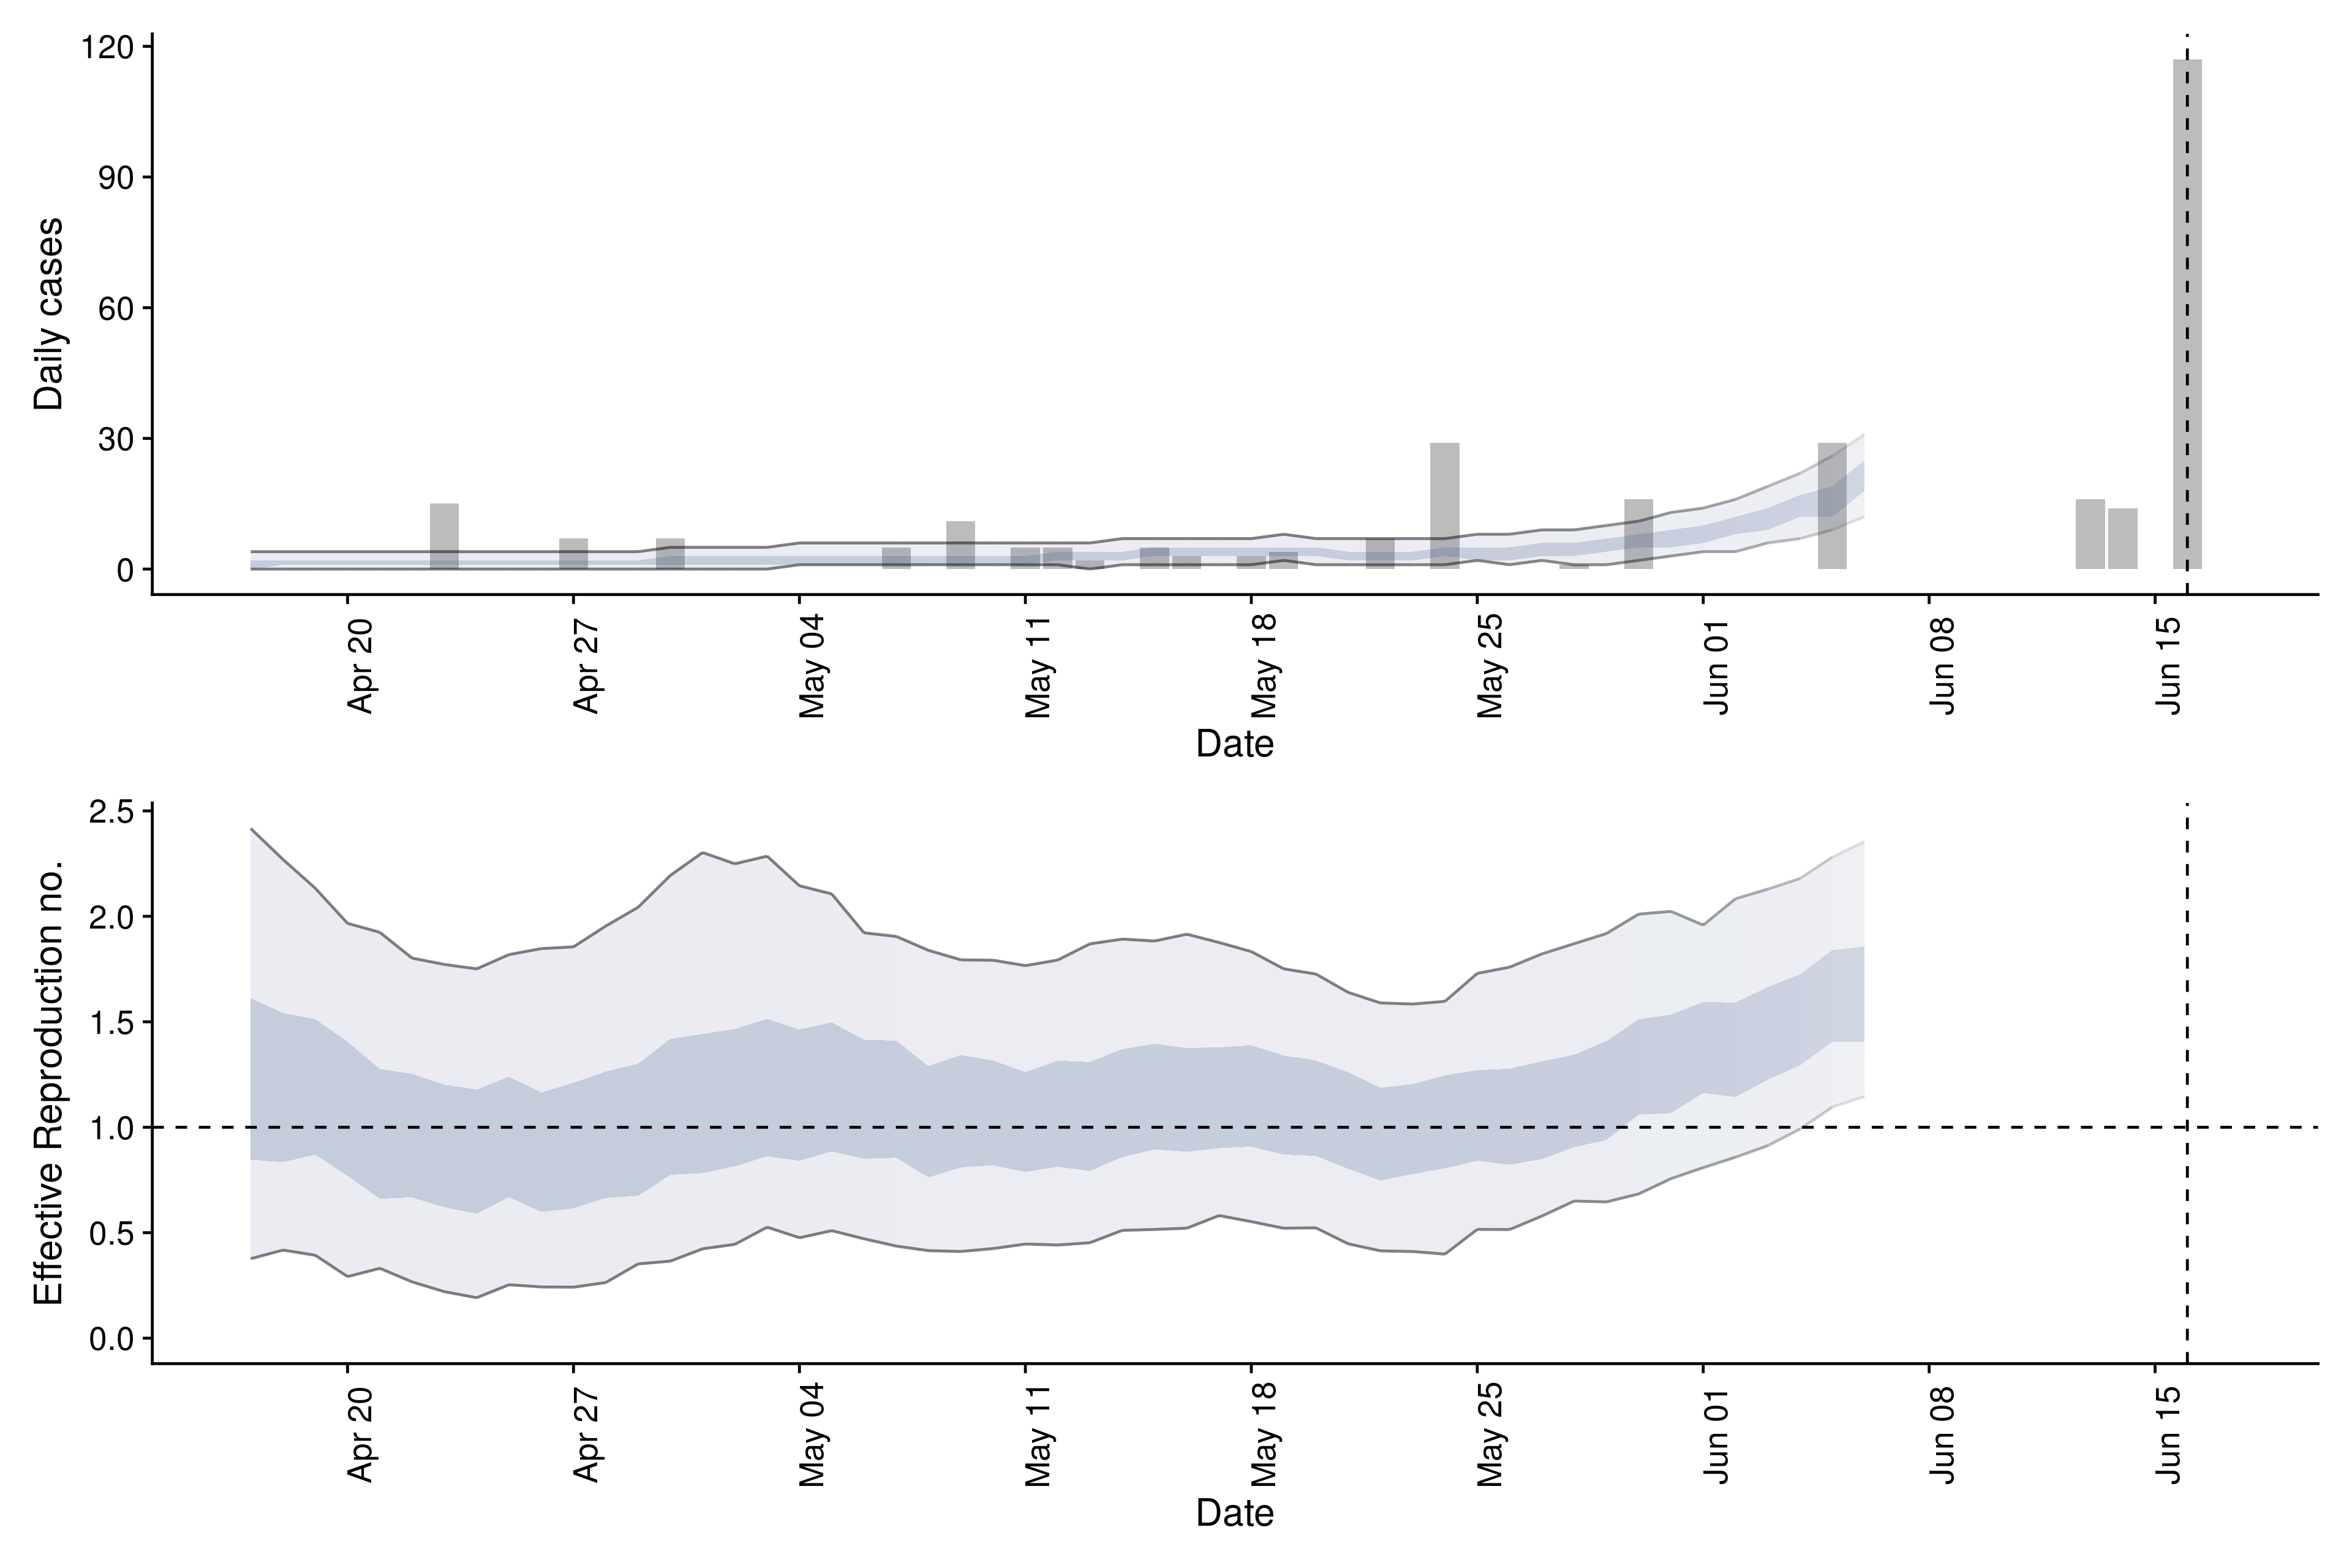 Daily cases
120
90
60
30
0
Apr 20
Apr 27
May 04
May 11
May 18
May 25
Jun 01
Jun 08
Jun 15
Date
Effective Reproduction no.
2.5
2.0
1.5
1.0
0.5
0.0
Apr 20
Apr 27
May 04
May 11
May 18
May 25
Jun 01
Jun 08
Jun 15
Date